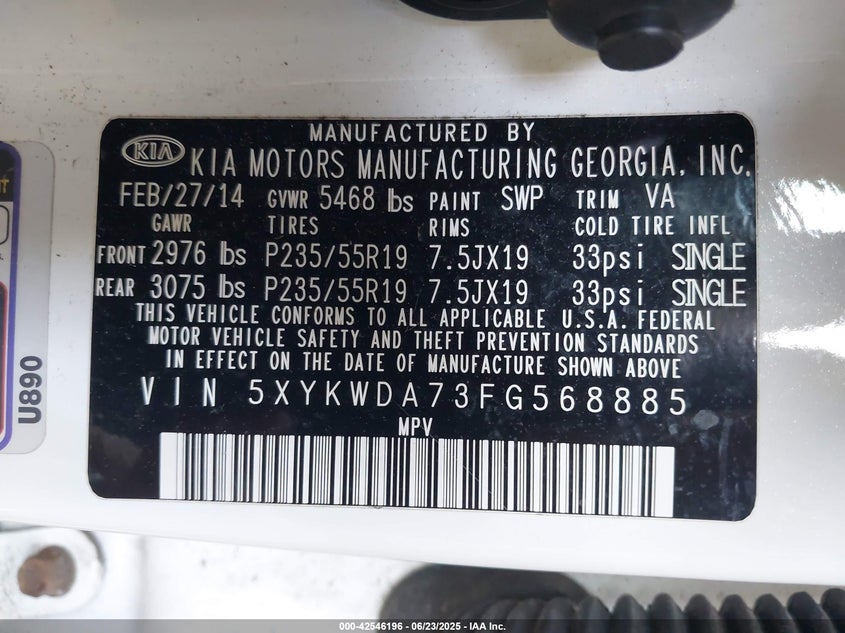 MANUFACTURED BY
KIA KIA MOTORS MANUFACTURING GEORGIA, INC.
FEB/27/14 GVWR 5468 lbs PAINT SWP TRIM VA
GAWR TIRES RIMS COLD TIRE INFL
FRONT 2976 lbs P235/55R19 7.5JX19 33psi SINGLE
REAR 3075 lbs P235/55R19 7.5JX19 33psi SINGLE
THIS VEHICLE CONFORMS TO ALL APPLICABLE U.S.A. FEDERAL
MOTOR VEHICLE SAFETY AND THEFT PREVENTION STANDARDS
IN EFFECT ON THE DATE OF MANUFACTURE SHOWN ABOVE
VIN 5XYKWDA73FG568885
MPV
U890
000-42546196 - 06/23/2025 - IAA Inc.